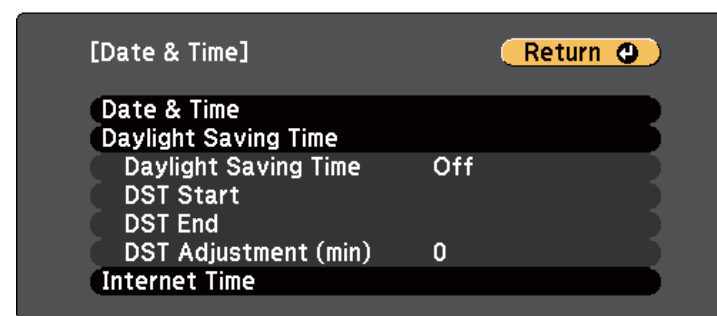 [Date & Time] Return
Date & Time
Daylight Saving Time
Daylight Saving Time Off
DST Start
DST End
DST Adjustment (min) 0
Internet Time